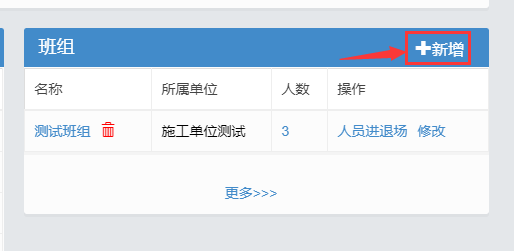 班组 ✚新增
名称 所属单位 人数 操作
测试班组 施工单位测试 3 人员进退场 修改
更多>>>